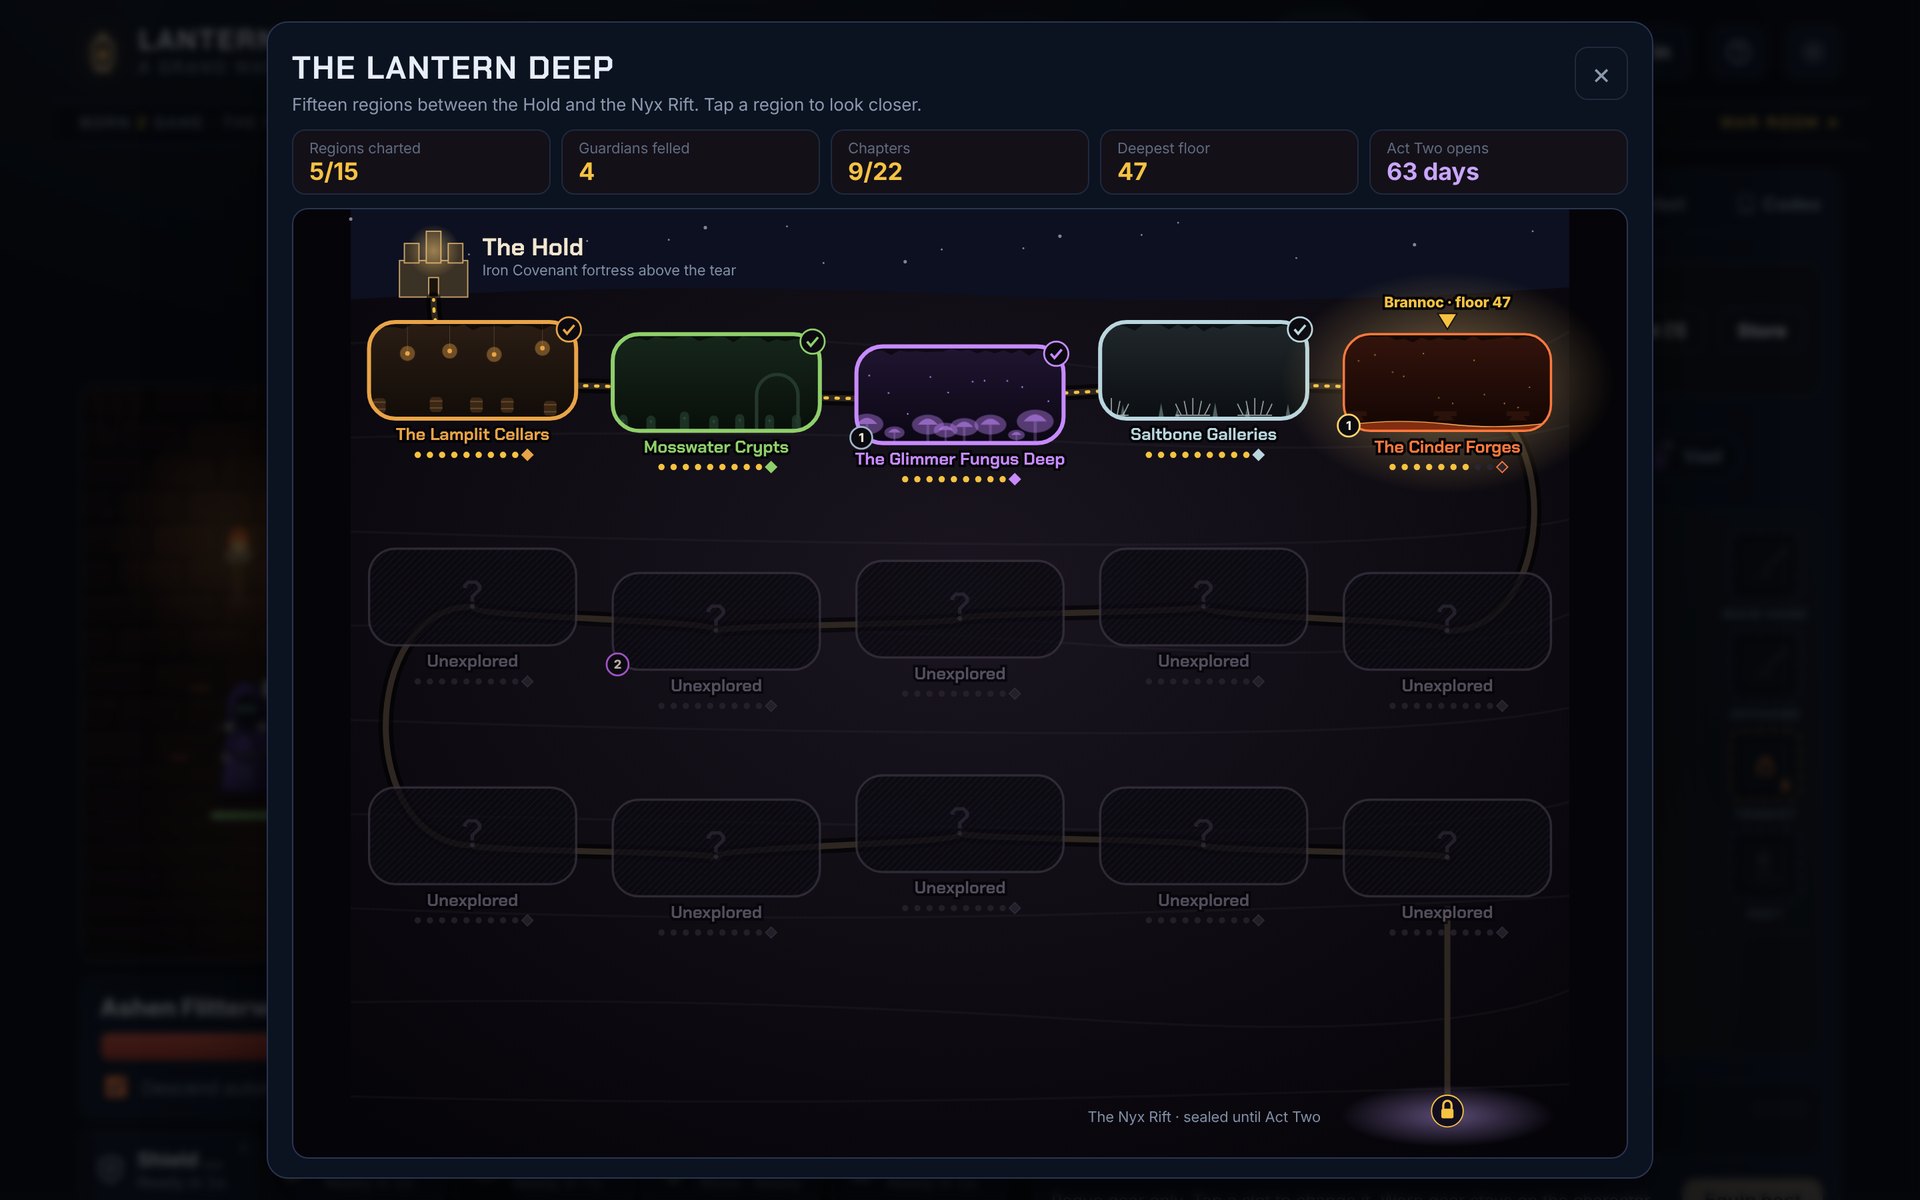 THE LANTERN DEEP
Fifteen regions between the Hold and the Nyx Rift. Tap a region to look closer.
Regions charted
5/15
Guardians felled
4
Chapters
9/22
Deepest floor
47
Act Two opens
63 days
The Hold
Iron Covenant fortress above the tear
Brannoc · floor 47
The Lamplit Cellars
Mosswater Crypts
1
The Glimmer Fungus Deep
Saltbone Galleries
1
The Cinder Forges
?
Unexplored
2
?
Unexplored
?
Unexplored
?
Unexplored
?
Unexplored
?
Unexplored
?
Unexplored
?
Unexplored
?
Unexplored
?
Unexplored
The Nyx Rift · sealed until Act Two
LANTERN
Store
Shield